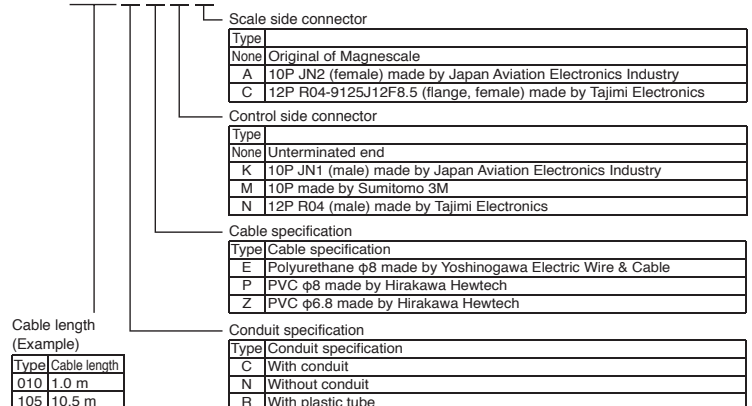 Scale side connector
Type
None Original of Magnescale
A 10P JN2 (female) made by Japan Aviation Electronics Industry
C 12P R04-9125J12F8.5 (flange, female) made by Tajimi Electronics
Control side connector
Type
None Unterminated end
K 10P JN1 (male) made by Japan Aviation Electronics Industry
M 10P made by Sumitomo 3M
N 12P R04 (male) made by Tajimi Electronics
Cable specification
Type Cable specification
E Polyurethane φ8 made by Yoshinogawa Electric Wire & Cable
P PVC φ8 made by Hirakawa Hewtech
Z PVC φ6.8 made by Hirakawa Hewtech
Cable length
(Example)
Type Cable length
010 1.0 m
105 10.5 m
Conduit specification
Type Conduit specification
C With conduit
N Without conduit
R With plastic tube